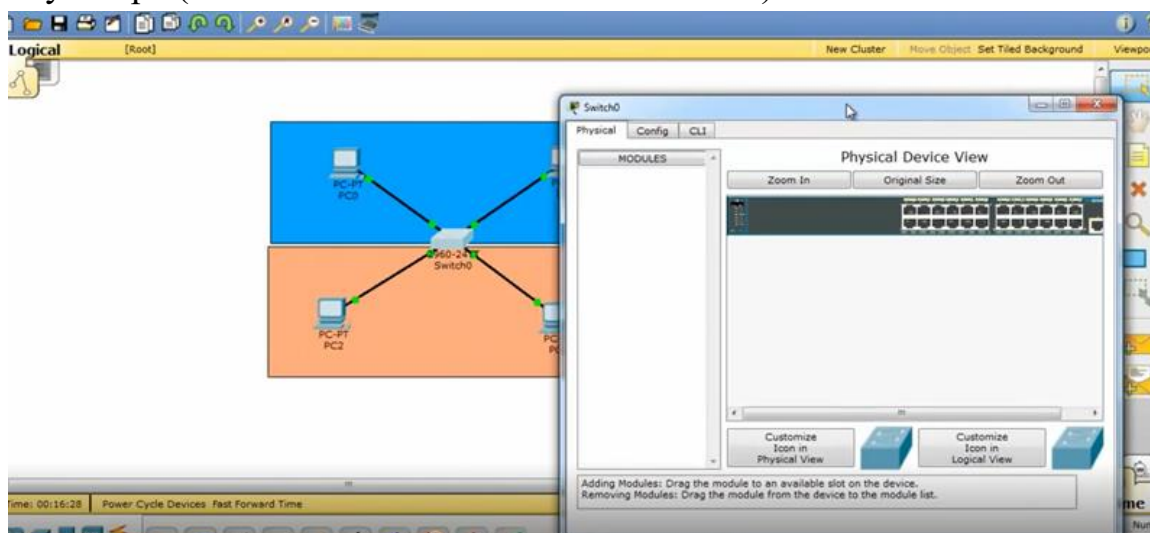 Logical [Root] New Cluster Move Object Set Tiled Background Viewpo
Switch0
Physical Config CLI
MODULES
Physical Device View
Zoom In Original Size Zoom Out
PC-PT
PC0
2960-24
Switch0
PC-PT
PC2
PC
Customize
Icon in
Physical View
Customize
Icon in
Logical View
Adding Modules: Drag the module to an available slot on the device.
Removing Modules: Drag the module from the device to the module list.
ime: 00:16:28 Power Cycle Devices Fast Forward Time
me
Nur